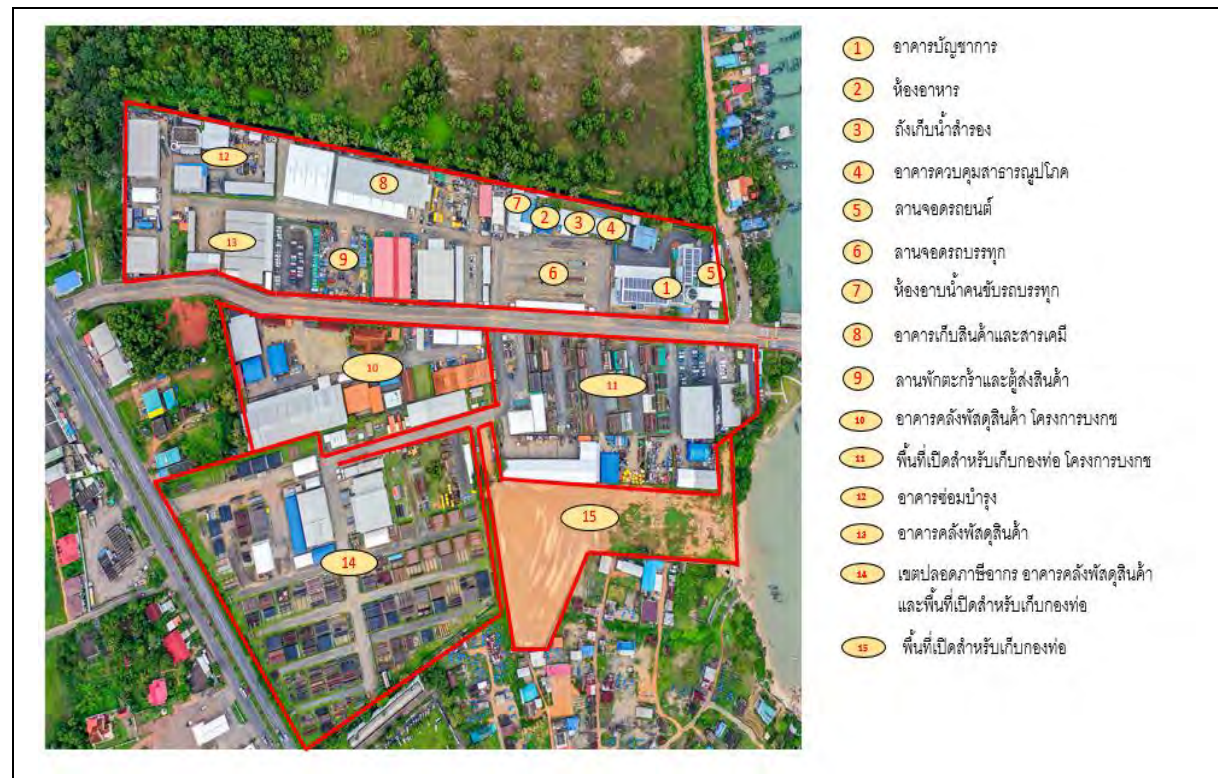 1 อาคารบัญชาการ
2 ห้องอาหาร
3 ถังเก็บน้ำสำรอง
4 อาคารควบคุมสาธารณูปโภค
5 ลานจอดรถยนต์
6 ลานจอดรถบรรทุก
7 ห้องอาบน้ำคนขับรถบรรทุก
8 อาคารเก็บสินค้าและสารเคมี
9 ลานพักตะกร้าและตู้ส่งสินค้า
10 อาคารคลังพัสดุสินค้า โครงการบงกช
11 พื้นที่เปิดสำหรับเก็บกองท่อ โครงการบงกช
12 อาคารซ่อมบำรุง
13 อาคารคลังพัสดุสินค้า
14 เขตปลอดภาษีอากร อาคารคลังพัสดุสินค้า
และพื้นที่เปิดสำหรับเก็บกองท่อ
15 พื้นที่เปิดสำหรับเก็บกองท่อ
12
8
7
2
3
4
13
9
6
1
5
10
11
15
14